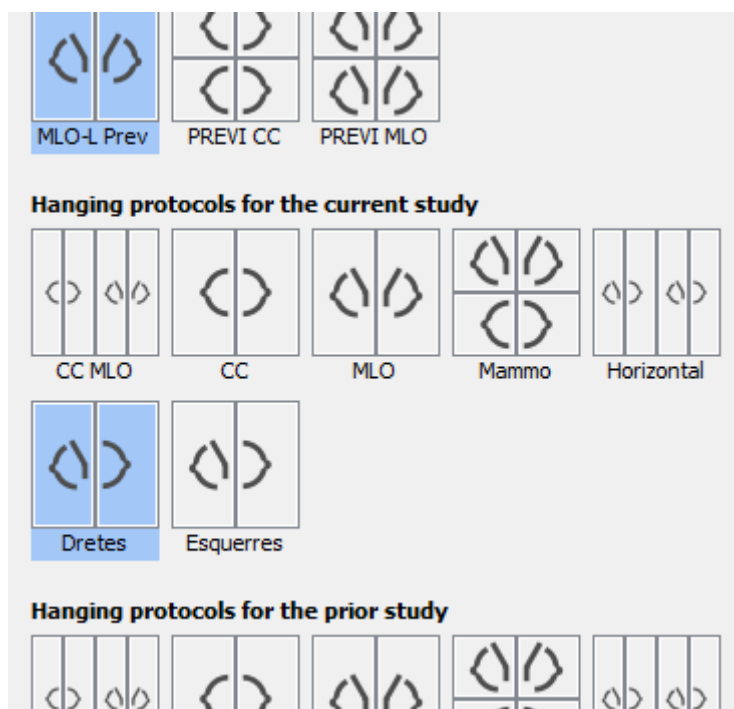 MLO-L Prev PREVI CC PREVI MLO
Hanging protocols for the current study
CC MLO CC MLO Mammo Horizontal
Dretes Esquerres
Hanging protocols for the prior study